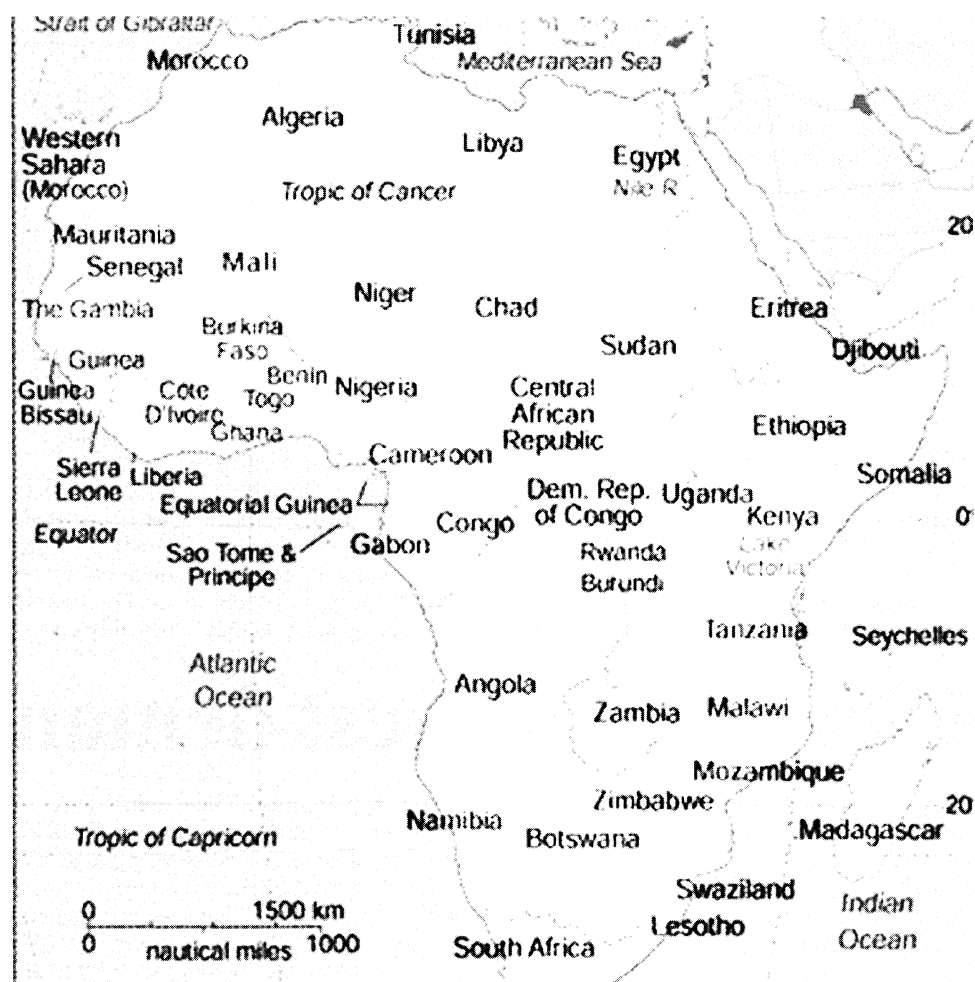 Strait of Gibraltar
Tunisia
Morocco
Mediterranean Sea
Algeria
Libya
Western
Sahara
(Morocco)
Egypt
Nile R
Tropic of Cancer
20
Mauritania
Senegal
Mali
Niger
Chad
Eritrea
The Gambia
Burkina
Faso
Sudan
Djibouti
Guinea
Benin
Guinea
Bissau
Cote
D'Ivoire
Togo
Nigeria
Central
African
Republic
Ghana
Ethiopia
Cameroon
Sierra
Leone
Liberia
Somalia
Equatorial Guinea
Dem. Rep.
of Congo
Uganda
Equator
Congo
Kenya
0°
Sao Tome &
Principe
Gabon
Rwanda
Lake
Victoria
Burundi
Tanzania
Seychelles
Atlantic
Ocean
Angola
Zambia
Malawi
Mozambique
Zimbabwe
20
Namibia
Tropic of Capricorn
Botswana
Madagascar
Swaziland
Indian
Ocean
0 1500 km
Lesotho
0 nautical miles 1000
South Africa